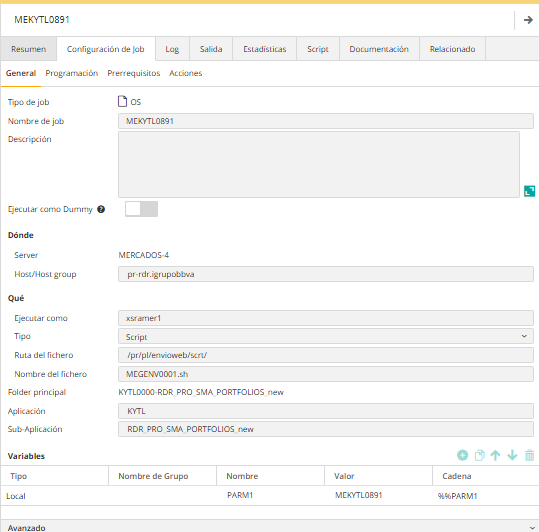 MEKYTL0891
Resumen Configuración de Job Log Salida Estadísticas Script Documentación Relacionado
General Programación Prerrequisitos Acciones
Tipo de job OS
Nombre de job MEKYTL0891
Descripción
Ejecutar como Dummy ?
Dónde
Server MERCADOS-4
Host/Host group pr-rdr.igrupobbva
Qué
Ejecutar como xsramer1
Tipo Script
Ruta del fichero /pr/pl/envioweb/scrt/
Nombre del fichero MEGENV0001.sh
Folder principal KYTL0000-RDR_PRO_SMA_PORTFOLIOS_new
Aplicación KYTL
Sub-Aplicación RDR_PRO_SMA_PORTFOLIOS_new
Variables
Tipo Nombre de Grupo Nombre Valor Cadena
Local PARM1 MEKYTL0891 %%PARM1
Avanzado